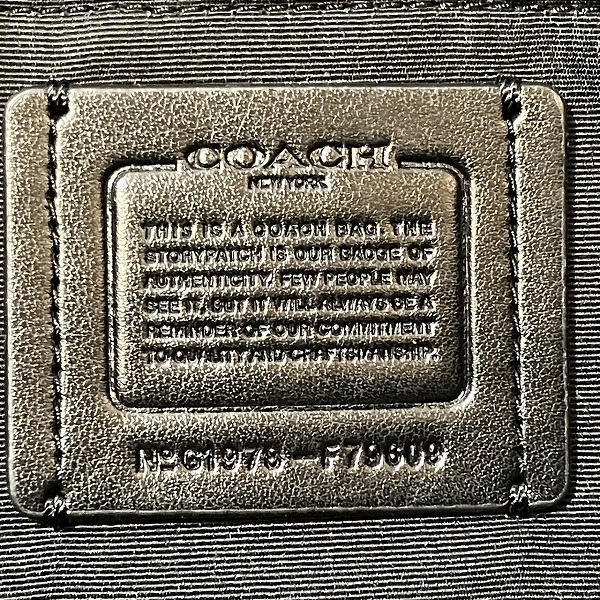 COACH
NEW YORK
THIS IS A COACH BAG. THE
STORYPATCH IS OUR BADGE OF
AUTHENTICITY. FEW PEOPLE MAY
SEE IT, BUT IT WILL ALWAYS BE A
REMINDER OF OUR COMMITMENT
TO QUALITY AND CRAFTSMANSHIP.
Nº G1978-F79609